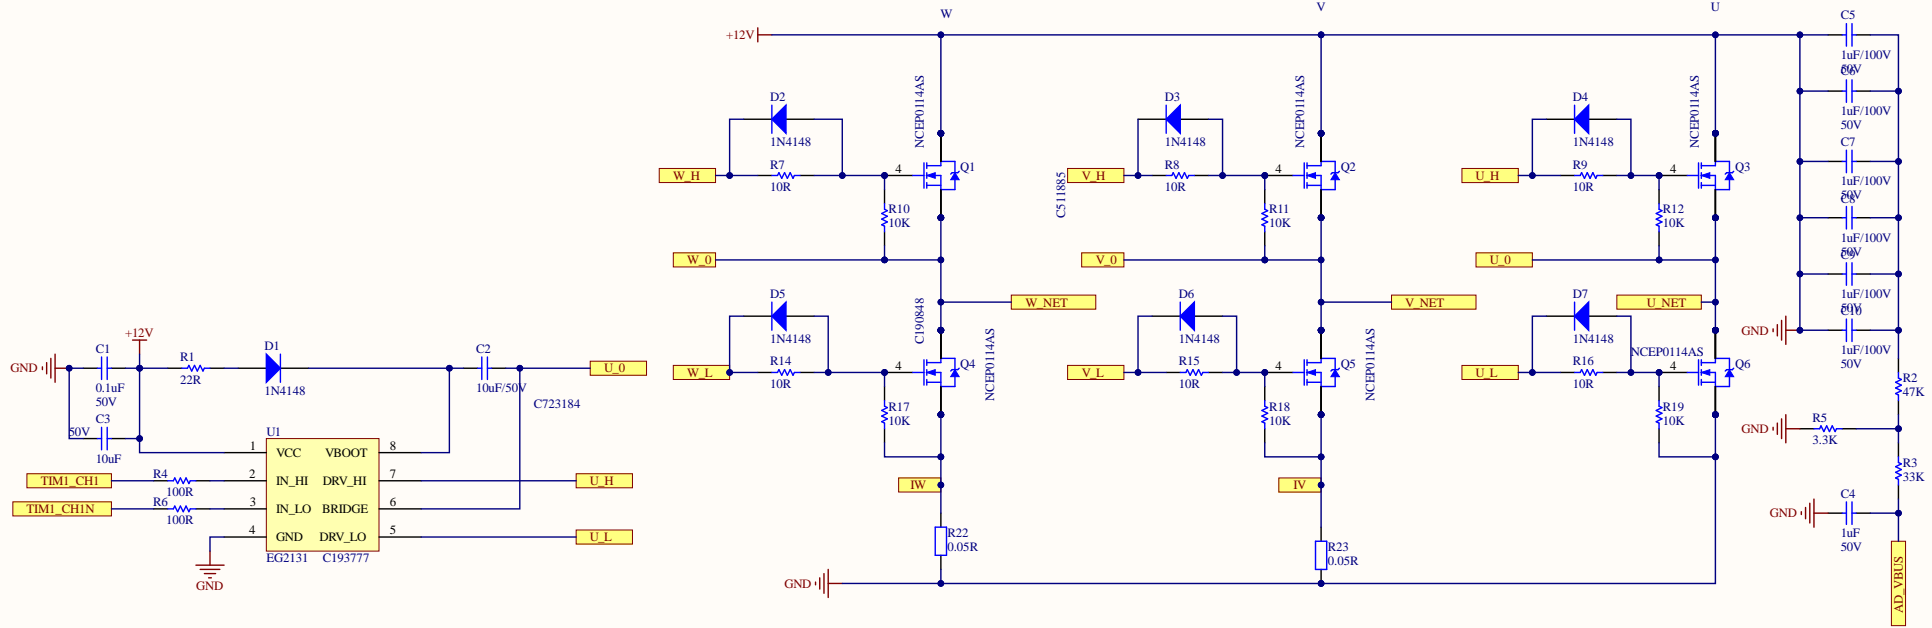 W
V
U
+12V
C5
1uF/100V
50V
C6
1uF/100V
50V
C7
1uF/100V
50V
C8
1uF/100V
50V
C9
1uF/100V
50V
C10
1uF/100V
50V
GND
NCEP0114AS
D2
1N4148
W_H
R7
10R
4
Q1
R10
10K
W_0
NCEP0114AS
D3
1N4148
C511885
V_H
R8
10R
4
Q2
R11
10K
V_0
NCEP0114AS
D4
1N4148
U_H
R9
10R
4
Q3
R12
10K
U_0
W_NET
V_NET
U_NET
C190848
D5
1N4148
W_L
R14
10R
4
Q4
NCEP0114AS
R17
10K
D6
1N4148
V_L
R15
10R
4
Q5
NCEP0114AS
R18
10K
D7
1N4148
NCEP0114AS
U_L
R16
10R
4
Q6
R19
10K
IW
IV
R22
0.05R
R23
0.05R
GND
R2
47K
GND
R5
3.3K
R3
33K
GND
C4
1uF
50V
AD_VBUS
+12V
GND
C1
0.1uF
50V
R1
22R
D1
1N4148
C2
10uF/50V
U_0
C723184
50V
C3
10uF
U1
1
VCC
VBOOT
8
TIM1_CH1
R4
100R
2
IN_HI
DRV_HI
7
U_H
TIM1_CH1N
R6
100R
3
IN_LO
BRIDGE
6
4
GND
DRV_LO
5
U_L
EG2131
C193777
GND